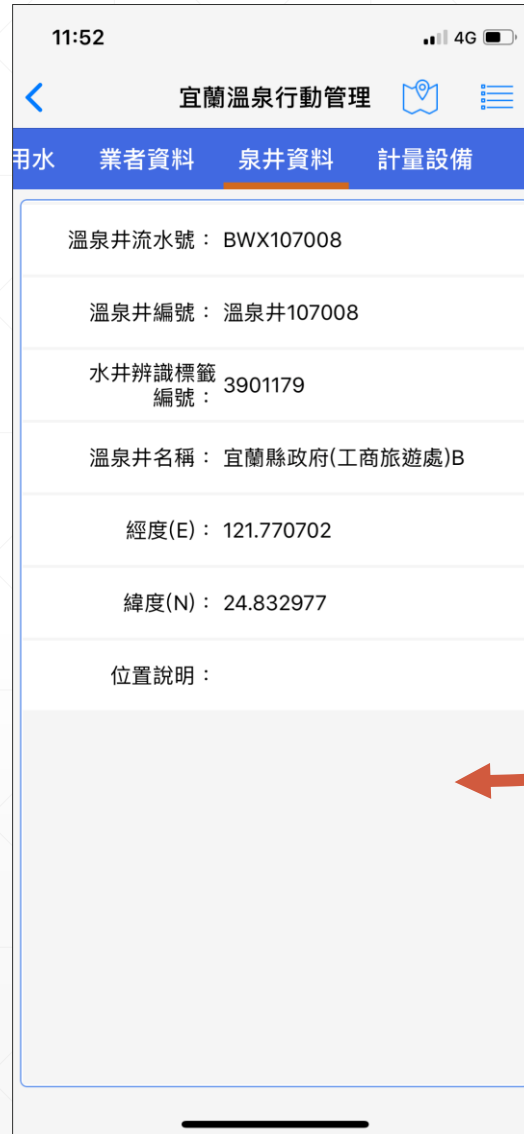 11:52 4G
宜蘭溫泉行動管理
用水 業者資料 泉井資料 計量設備
溫泉井流水號： BWX107008
溫泉井編號： 溫泉井107008
水井辨識標籤
編號： 3901179
溫泉井名稱： 宜蘭縣政府(工商旅遊處)B
經度(E)： 121.770702
緯度(N)： 24.832977
位置說明：